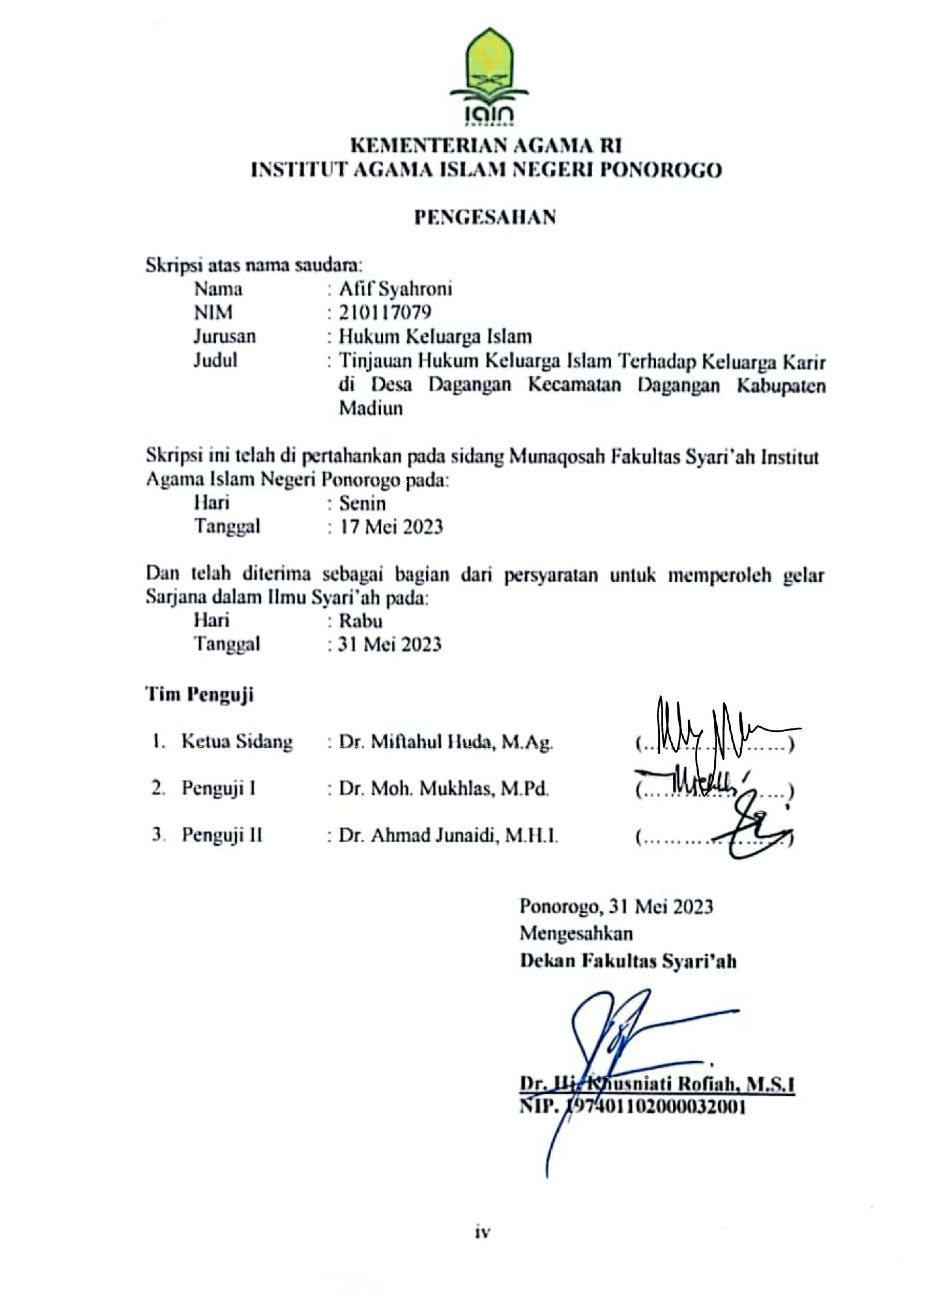 iain
PONOROGO
KEMENTERIAN AGAMA RI
INSTITUT AGAMA ISLAM NEGERI PONOROGO
PENGESAHAN
Skripsi atas nama saudara:
Nama : Afif Syahroni
NIM : 210117079
Jurusan : Hukum Keluarga Islam
Judul : Tinjauan Hukum Keluarga Islam Terhadap Keluarga Karir
di Desa Dagangan Kecamatan Dagangan Kabupaten
Madiun
Skripsi ini telah di pertahankan pada sidang Munaqosah Fakultas Syari'ah Institut
Agama Islam Negeri Ponorogo pada:
Hari : Senin
Tanggal : 17 Mei 2023
Dan telah diterima sebagai bagian dari persyaratan untuk memperoleh gelar
Sarjana dalam Ilmu Syari'ah pada:
Hari : Rabu
Tanggal : 31 Mei 2023
Tim Penguji
1. Ketua Sidang : Dr. Miftahul Huda, M.Ag. (....................)
2. Penguji I : Dr. Moh. Mukhlas, M.Pd. (....................)
3. Penguji II : Dr. Ahmad Junaidi, M.H.I. (....................)
Ponorogo, 31 Mei 2023
Mengesahkan
Dekan Fakultas Syari'ah
Dr. Hj. Khusniati Rofiah, M.S.I
NIP. 197401102000032001
iv